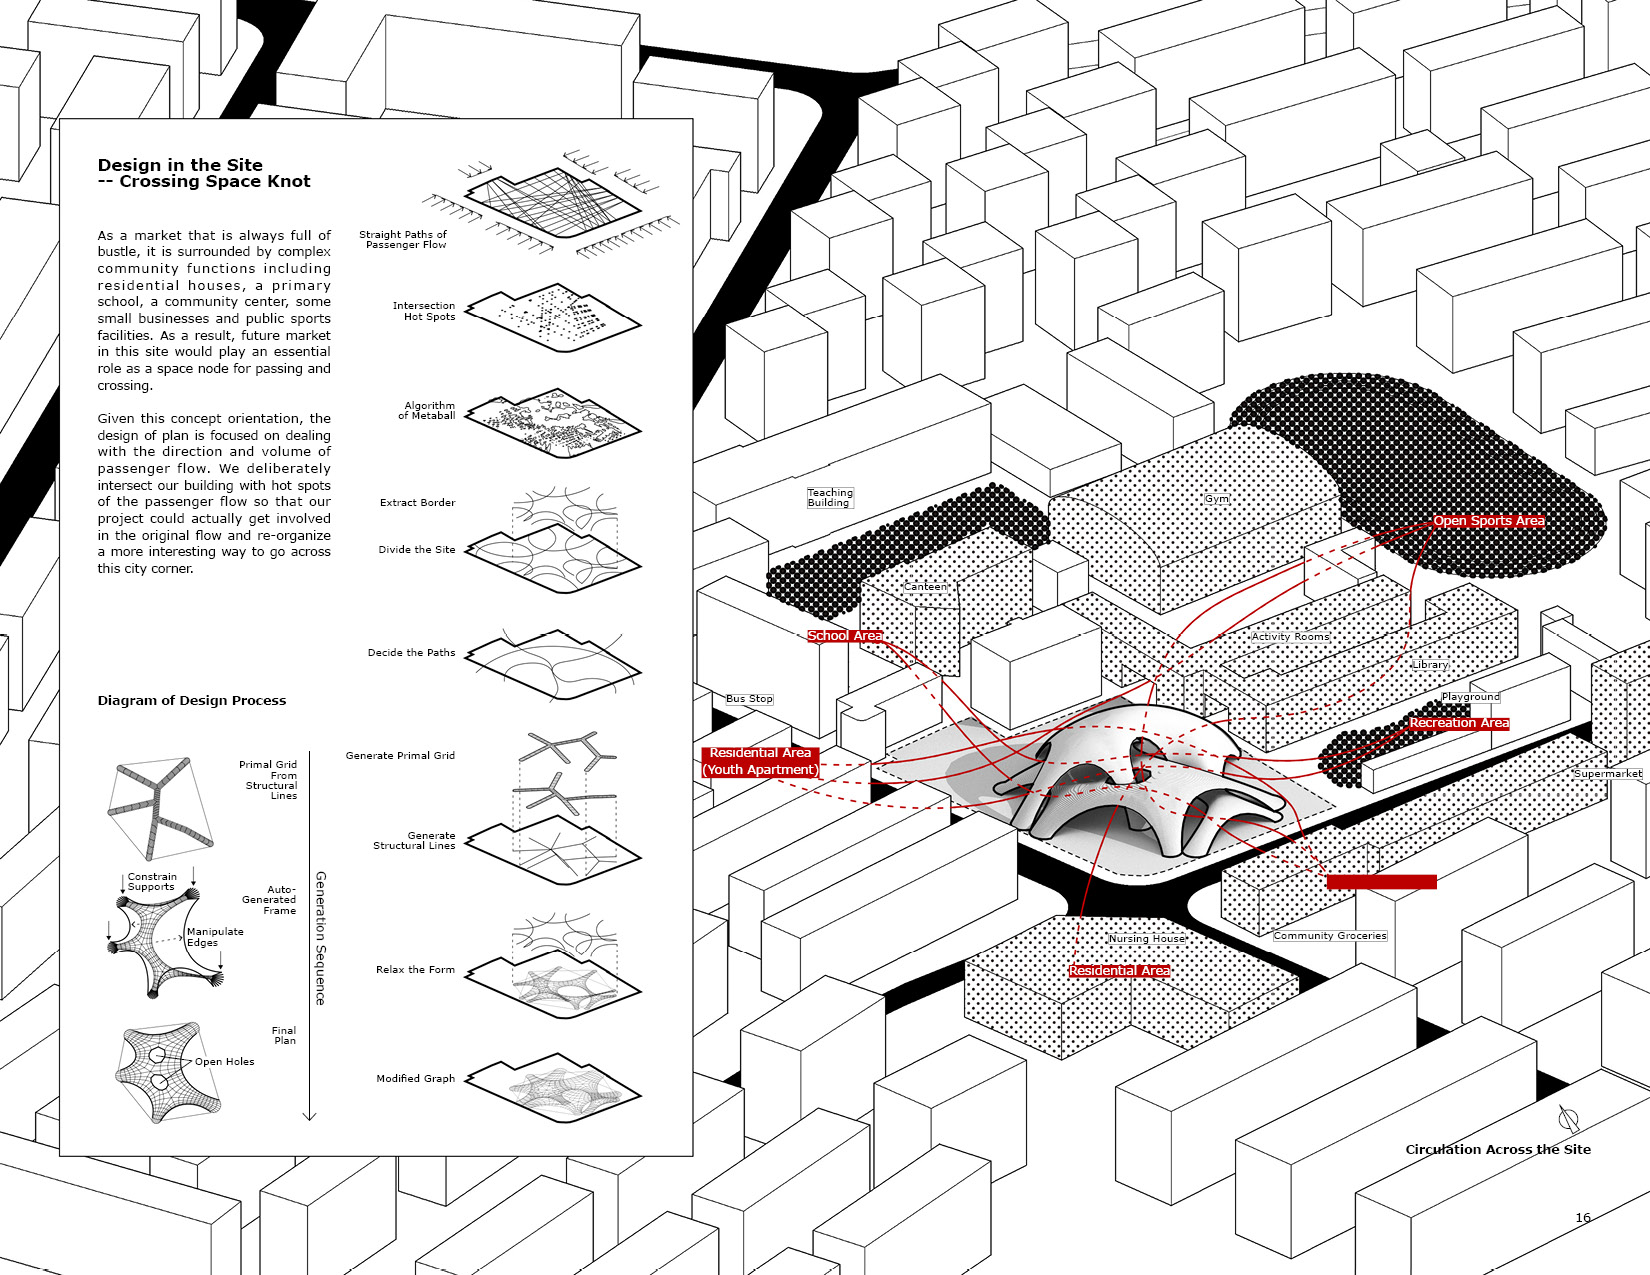 Design in the Site
-- Crossing Space Knot
As a market that is always full of
bustle, it is surrounded by complex
community functions including
residential houses, a primary
school, a community center, some
small businesses and public sports
facilities. As a result, future market
in this site would play an essential
role as a space node for passing and
crossing.
Given this concept orientation, the
design of plan is focused on dealing
with the direction and volume of
passenger flow. We deliberately
intersect our building with hot spots
of the passenger flow so that our
project could actually get involved
in the original flow and re-organize
a more interesting way to go across
this city corner.
Diagram of Design Process
Primal Grid
From
Structural
Lines
Constrain
Supports
Auto-
Generated
Frame
Manipulate
Edges
Final
Plan
Open Holes
Generation Sequence
Straight Paths of
Passenger Flow
Intersection
Hot Spots
Algorithm
of Metaball
Extract Border
Divide the Site
Decide the Paths
Generate Primal Grid
Generate
Structural Lines
Relax the Form
Modified Graph
Teaching
Building
Gym
Open Sports Area
Canteen
School Area
Activity Rooms
Library
Bus Stop
Playground
Recreation Area
Residential Area
(Youth Apartment)
Supermarket
Nursing House
Community Groceries
Residential Area
Circulation Across the Site
16